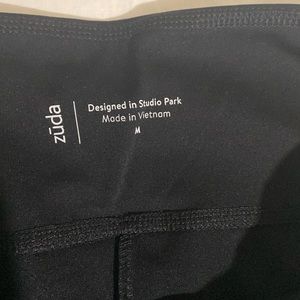 zūda
Designed in Studio Park
Made in Vietnam
M